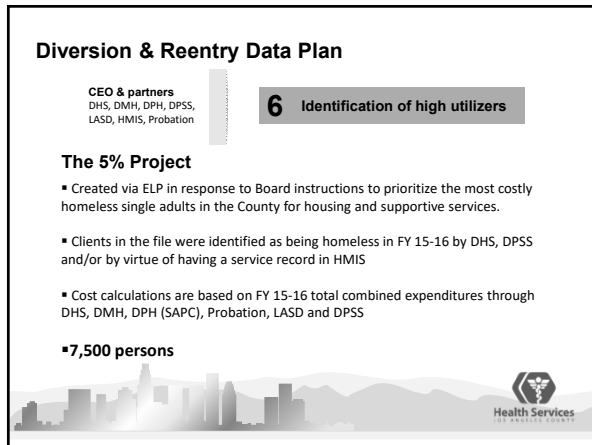 Diversion & Reentry Data Plan
CEO & partners
DHS, DMH, DPH, DPSS,
LASD, HMIS, Probation
6 Identification of high utilizers
The 5% Project
▪ Created via ELP in response to Board instructions to prioritize the most costly
homeless single adults in the County for housing and supportive services.
▪ Clients in the file were identified as being homeless in FY 15-16 by DHS, DPSS
and/or by virtue of having a service record in HMIS
▪ Cost calculations are based on FY 15-16 total combined expenditures through
DHS, DMH, DPH (SAPC), Probation, LASD and DPSS
▪7,500 persons
Health Services
LOS ANGELES COUNTY